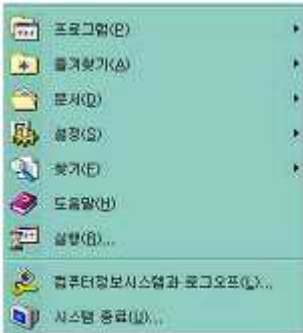 프로그램(P)
즐겨찾기(A)
문서(D)
설정(S)
찾기(F)
도움말(H)
실행(R)...
컴퓨터정보시스템과 로그오프(L)...
시스템 종료(U)...